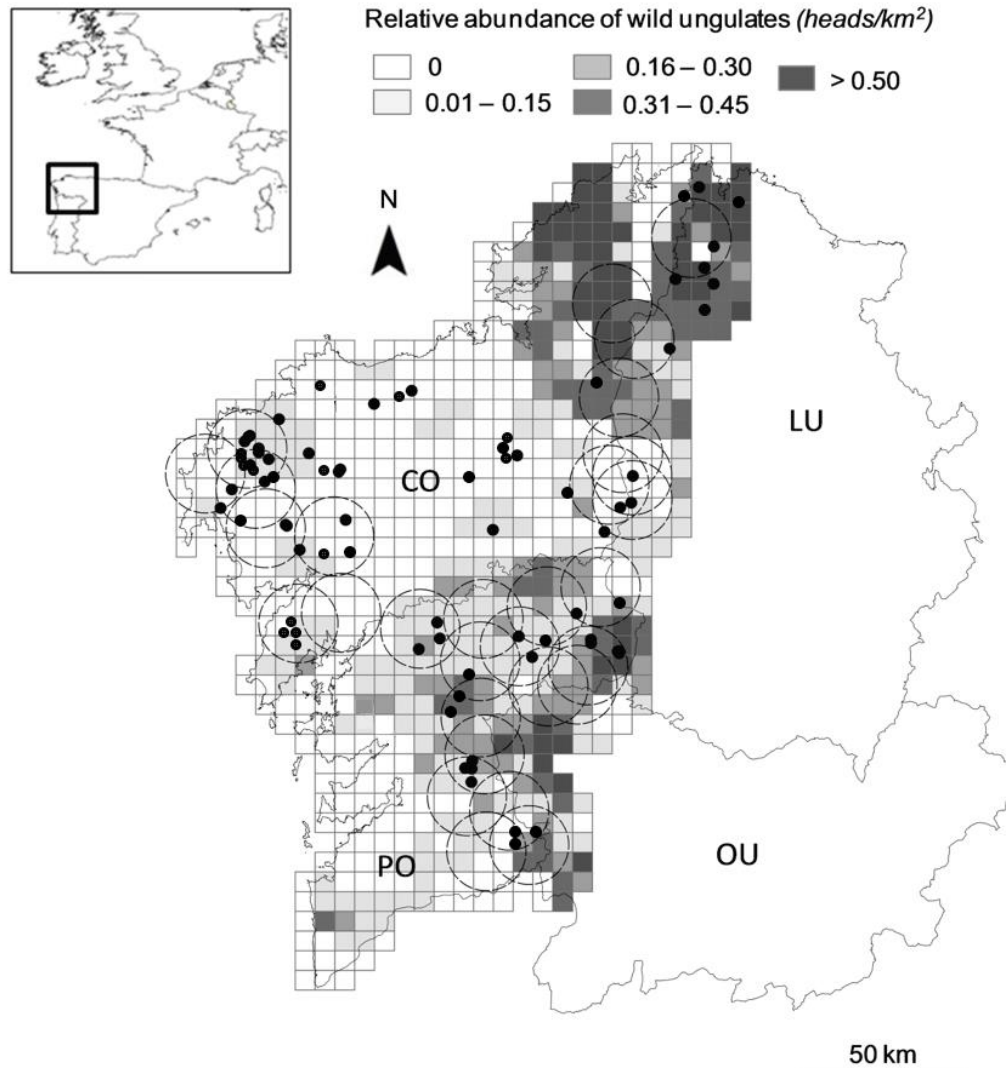 Relative abundance of wild ungulates (heads/km²)
0
0.16 – 0.30
> 0.50
0.01 – 0.15
0.31 – 0.45
N
LU
CO
PO
OU
50 km